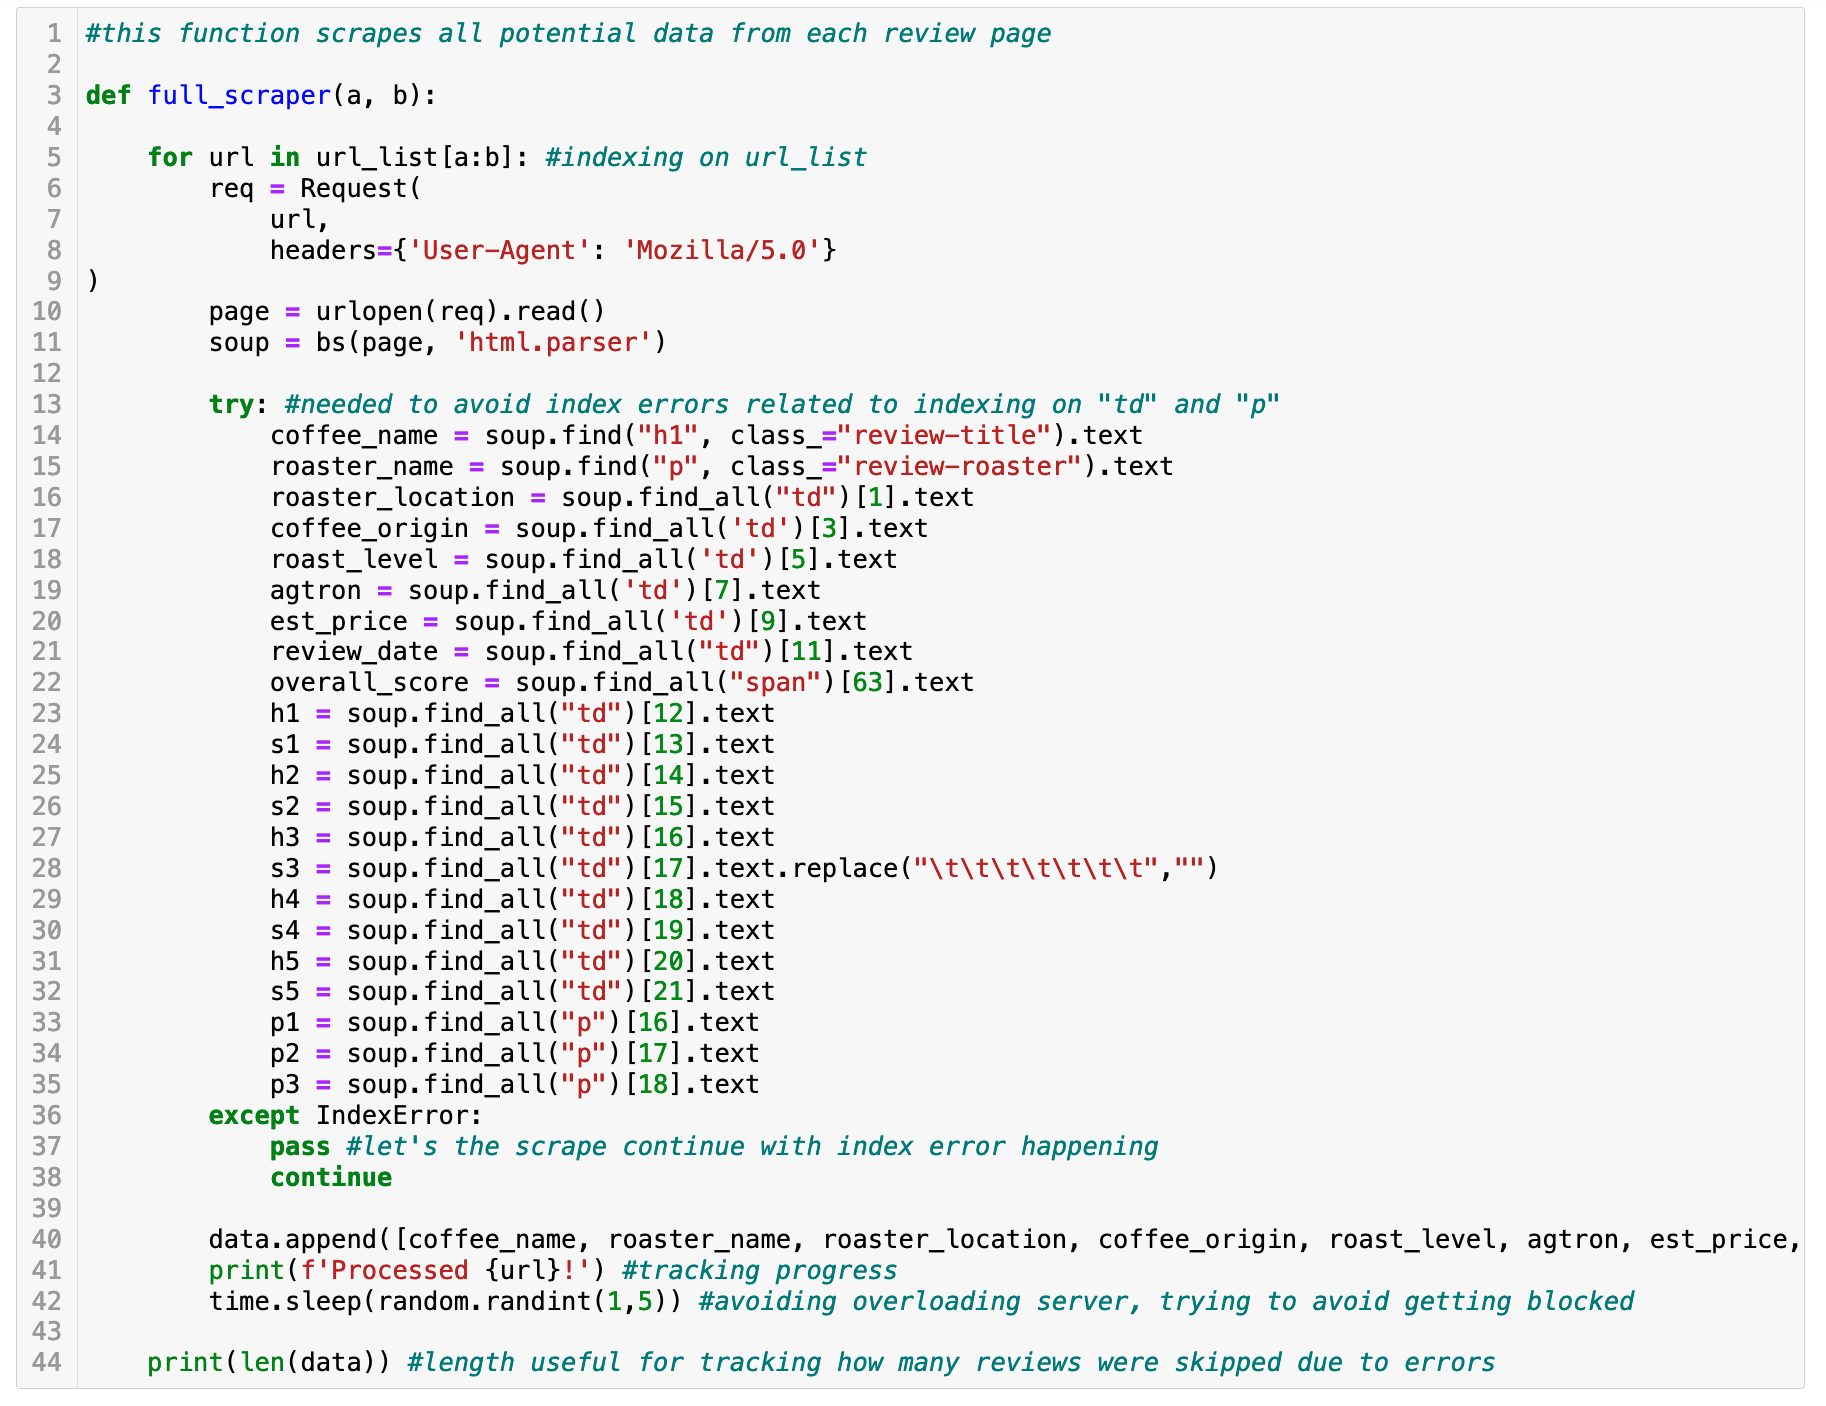 1 #this function scrapes all potential data from each review page
2
3 def full_scraper(a, b):
4
5     for url in url_list[a:b]: #indexing on url_list
6         req = Request(
7             url,
8             headers={'User-Agent': 'Mozilla/5.0'}
9 )
10         page = urlopen(req).read()
11         soup = bs(page, 'html.parser')
12
13         try: #needed to avoid index errors related to indexing on "td" and "p"
14             coffee_name = soup.find("h1", class_="review-title").text
15             roaster_name = soup.find("p", class_="review-roaster").text
16             roaster_location = soup.find_all("td")[1].text
17             coffee_origin = soup.find_all('td')[3].text
18             roast_level = soup.find_all('td')[5].text
19             agtron = soup.find_all('td')[7].text
20             est_price = soup.find_all('td')[9].text
21             review_date = soup.find_all("td")[11].text
22             overall_score = soup.find_all("span")[63].text
23             h1 = soup.find_all("td")[12].text
24             s1 = soup.find_all("td")[13].text
25             h2 = soup.find_all("td")[14].text
26             s2 = soup.find_all("td")[15].text
27             h3 = soup.find_all("td")[16].text
28             s3 = soup.find_all("td")[17].text.replace("\t\t\t\t\t\t\t","")
29             h4 = soup.find_all("td")[18].text
30             s4 = soup.find_all("td")[19].text
31             h5 = soup.find_all("td")[20].text
32             s5 = soup.find_all("td")[21].text
33             p1 = soup.find_all("p")[16].text
34             p2 = soup.find_all("p")[17].text
35             p3 = soup.find_all("p")[18].text
36         except IndexError:
37             pass #let's the scrape continue with index error happening
38             continue
39
40         data.append([coffee_name, roaster_name, roaster_location, coffee_origin, roast_level, agtron, est_price,
41         print(f'Processed {url}!') #tracking progress
42         time.sleep(random.randint(1,5)) #avoiding overloading server, trying to avoid getting blocked
43
44     print(len(data)) #length useful for tracking how many reviews were skipped due to errors